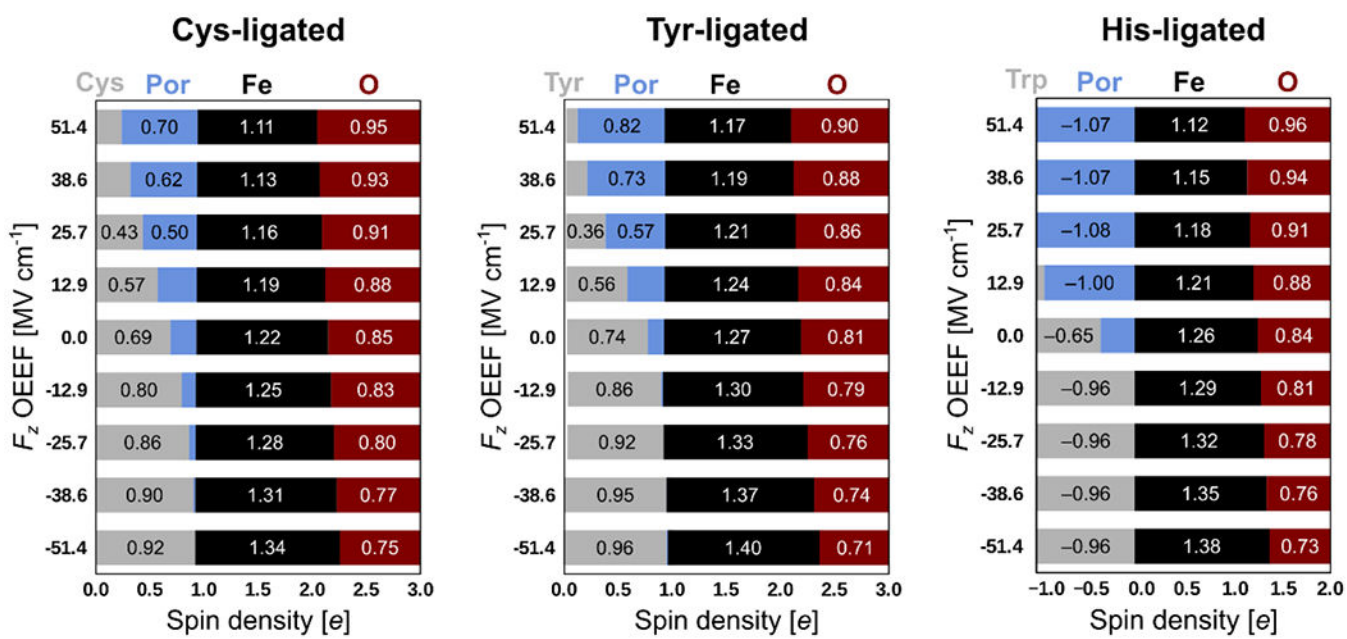 Cys-ligated
Cys Por Fe O
51.4 0.70 1.11 0.95
38.6 0.62 1.13 0.93
25.7 0.43 0.50 1.16 0.91
12.9 0.57 1.19 0.88
0.0 0.69 1.22 0.85
-12.9 0.80 1.25 0.83
-25.7 0.86 1.28 0.80
-38.6 0.90 1.31 0.77
-51.4 0.92 1.34 0.75
0.0 0.5 1.0 1.5 2.0 2.5 3.0
Spin density [e]
Fz OEEF [MV cm⁻¹]
Tyr-ligated
Tyr Por Fe O
51.4 0.82 1.17 0.90
38.6 0.73 1.19 0.88
25.7 0.36 0.57 1.21 0.86
12.9 0.56 1.24 0.84
0.0 0.74 1.27 0.81
-12.9 0.86 1.30 0.79
-25.7 0.92 1.33 0.76
-38.6 0.95 1.37 0.74
-51.4 0.96 1.40 0.71
0.0 0.5 1.0 1.5 2.0 2.5 3.0
Spin density [e]
Fz OEEF [MV cm⁻¹]
His-ligated
Trp Por Fe O
51.4 −1.07 1.12 0.96
38.6 −1.07 1.15 0.94
25.7 −1.08 1.18 0.91
12.9 −1.00 1.21 0.88
0.0 −0.65 1.26 0.84
-12.9 −0.96 1.29 0.81
-25.7 −0.96 1.32 0.78
-38.6 −0.96 1.35 0.76
-51.4 −0.96 1.38 0.73
−1.0 −0.5 0.0 0.5 1.0 1.5 2.0
Spin density [e]
Fz OEEF [MV cm⁻¹]